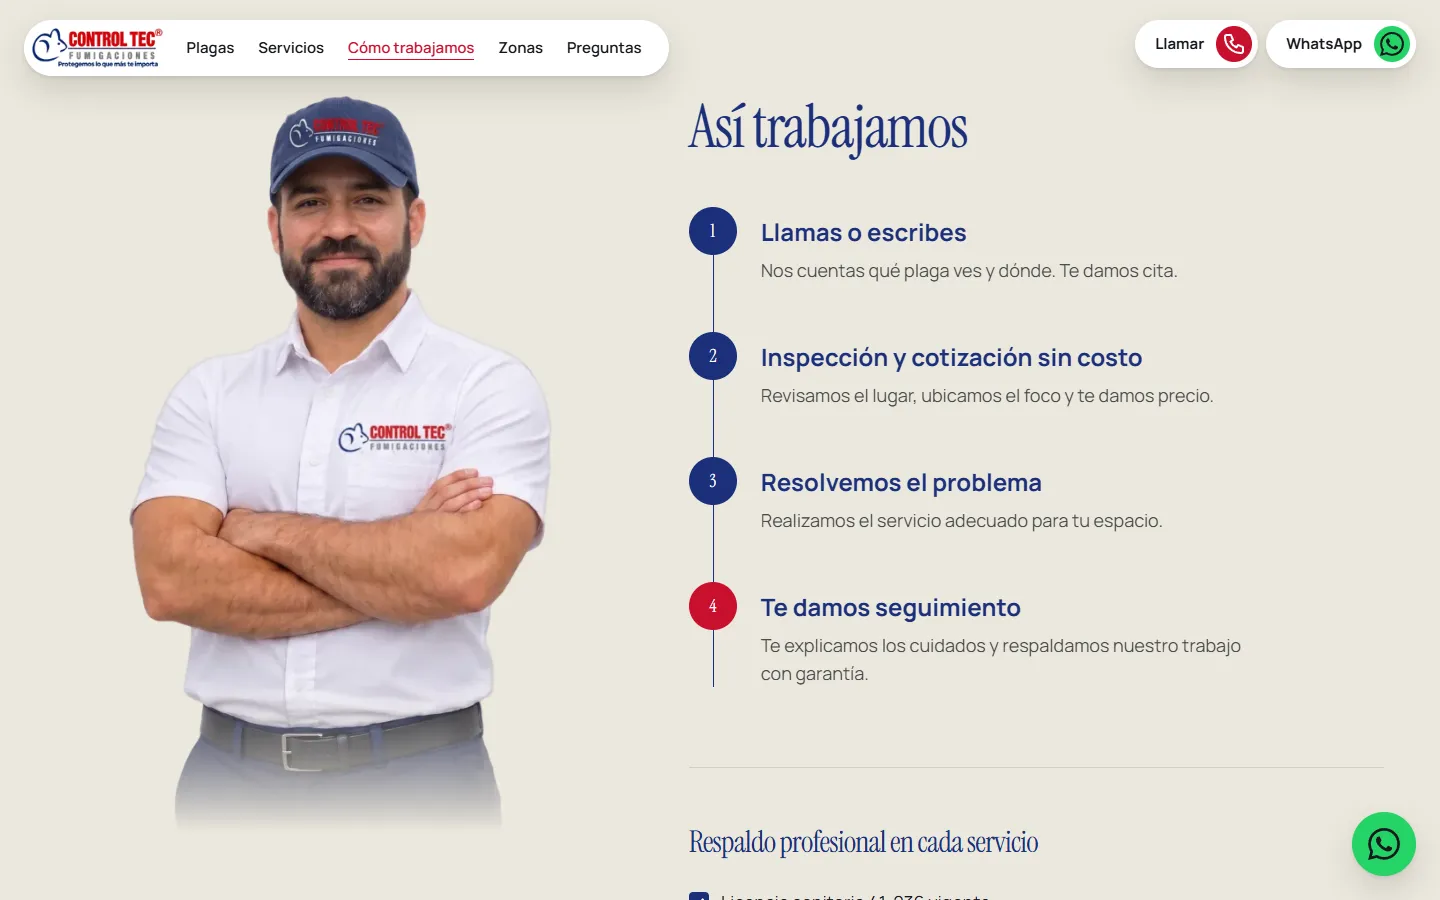 CONTROL TEC®
FUMIGACIONES
Protegemos lo que más te importa
Plagas
Servicios
Cómo trabajamos
Zonas
Preguntas
Llamar
WhatsApp
CONTROL TEC
FUMIGACIONES
CONTROL TEC®
FUMIGACIONES
Así trabajamos
1
Llamas o escribes
Nos cuentas qué plaga ves y dónde. Te damos cita.
2
Inspección y cotización sin costo
Revisamos el lugar, ubicamos el foco y te damos precio.
3
Resolvemos el problema
Realizamos el servicio adecuado para tu espacio.
4
Te damos seguimiento
Te explicamos los cuidados y respaldamos nuestro trabajo
con garantía.
Respaldo profesional en cada servicio